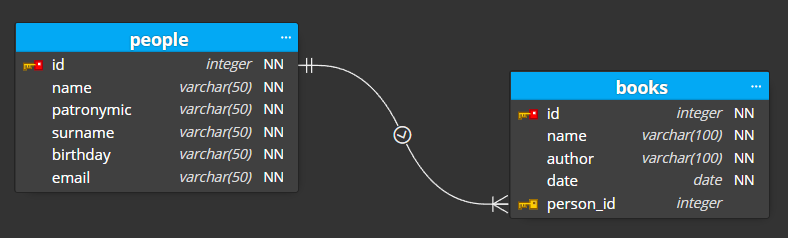 people ...
id integer NN
name varchar(50) NN
patronymic varchar(50) NN
surname varchar(50) NN
birthday varchar(50) NN
email varchar(50) NN
books ...
id integer NN
name varchar(100) NN
author varchar(100) NN
date date NN
person_id integer